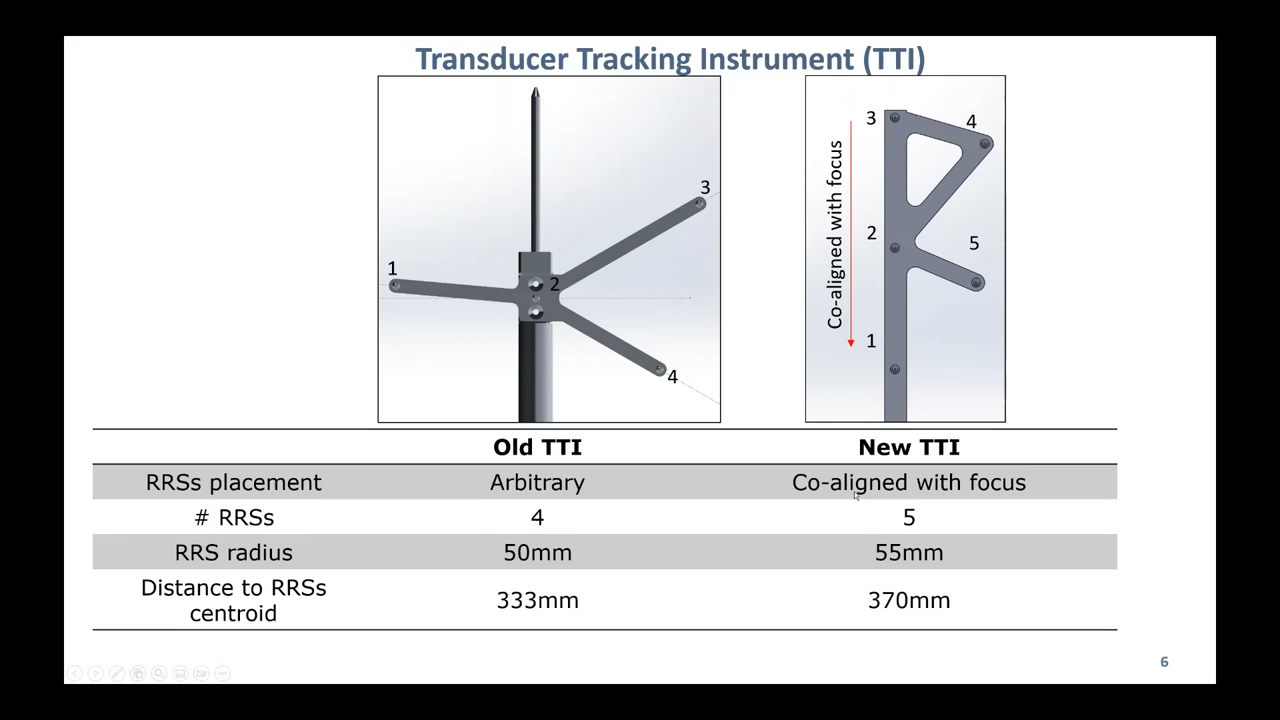 Transducer Tracking Instrument (TTI)
1
2
3
4
Co-aligned with focus
3
4
2
5
1
Old TTI New TTI
RRSs placement Arbitrary Co-aligned with focus
# RRSs 4 5
RRS radius 50mm 55mm
Distance to RRSs
centroid 333mm 370mm
6